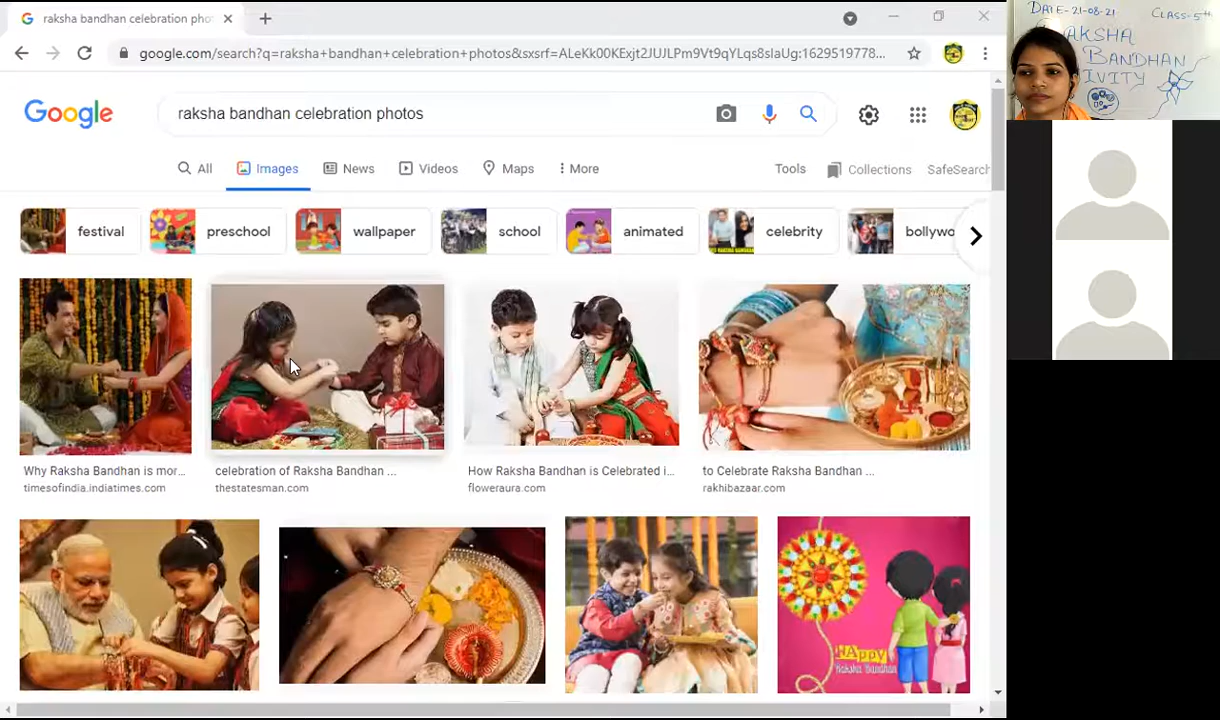 raksha bandhan celebration photo
google.com/search?q=raksha+bandhan+celebration+photos&sxsrf=ALeKk00KExjt2JUJLPm9Vt9qYLqs8slaUg:1629519778...
Google
raksha bandhan celebration photos
All Images News Videos Maps More Tools Collections SafeSearch
festival preschool wallpaper school animated celebrity bollywo
Why Raksha Bandhan is mor...
timesofindia.indiatimes.com
celebration of Raksha Bandhan ...
thestatesman.com
How Raksha Bandhan is Celebrated i...
floweraura.com
to Celebrate Raksha Bandhan ...
rakhibazaar.com
HAPPY
Raksha Bandhan
DATE-21-08-21 CLASS-5th
AKSHA
BANDHAN
IVITY